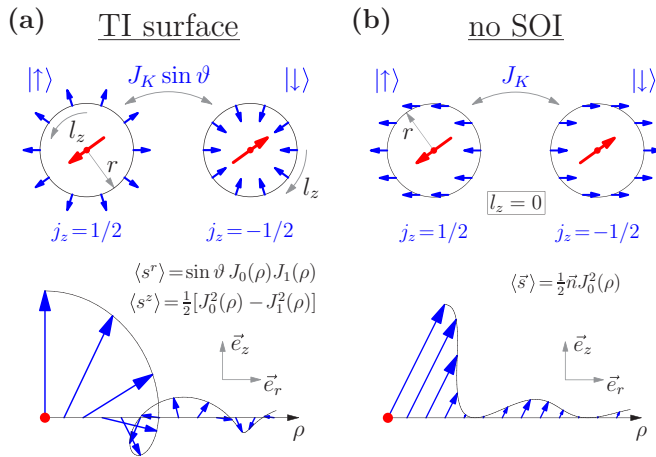 (a) TI surface
|↑⟩ J_K sin ϑ |↓⟩
l_z r l_z
j_z = 1/2 j_z = −1/2
⟨s^r⟩ = sin ϑ J_0(ρ)J_1(ρ)
⟨s^z⟩ = ½[J_0^2(ρ) − J_1^2(ρ)]
e⃗_z
e⃗_r
ρ
(b) no SOI
|↑⟩ J_K |↓⟩
r
l_z = 0
j_z = 1/2 j_z = −1/2
⟨s⃗⟩ = ½n⃗J_0^2(ρ)
e⃗_z
e⃗_r
ρ